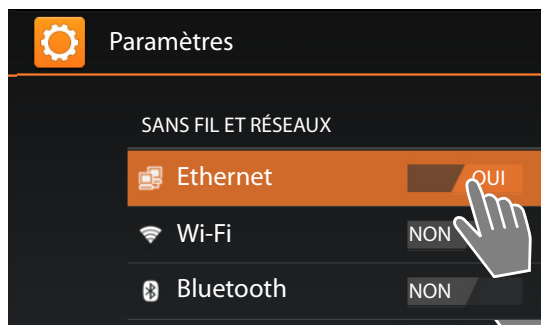 Paramètres
SANS FIL ET RÉSEAUX
Ethernet OUI
Wi-Fi NON
Bluetooth NON